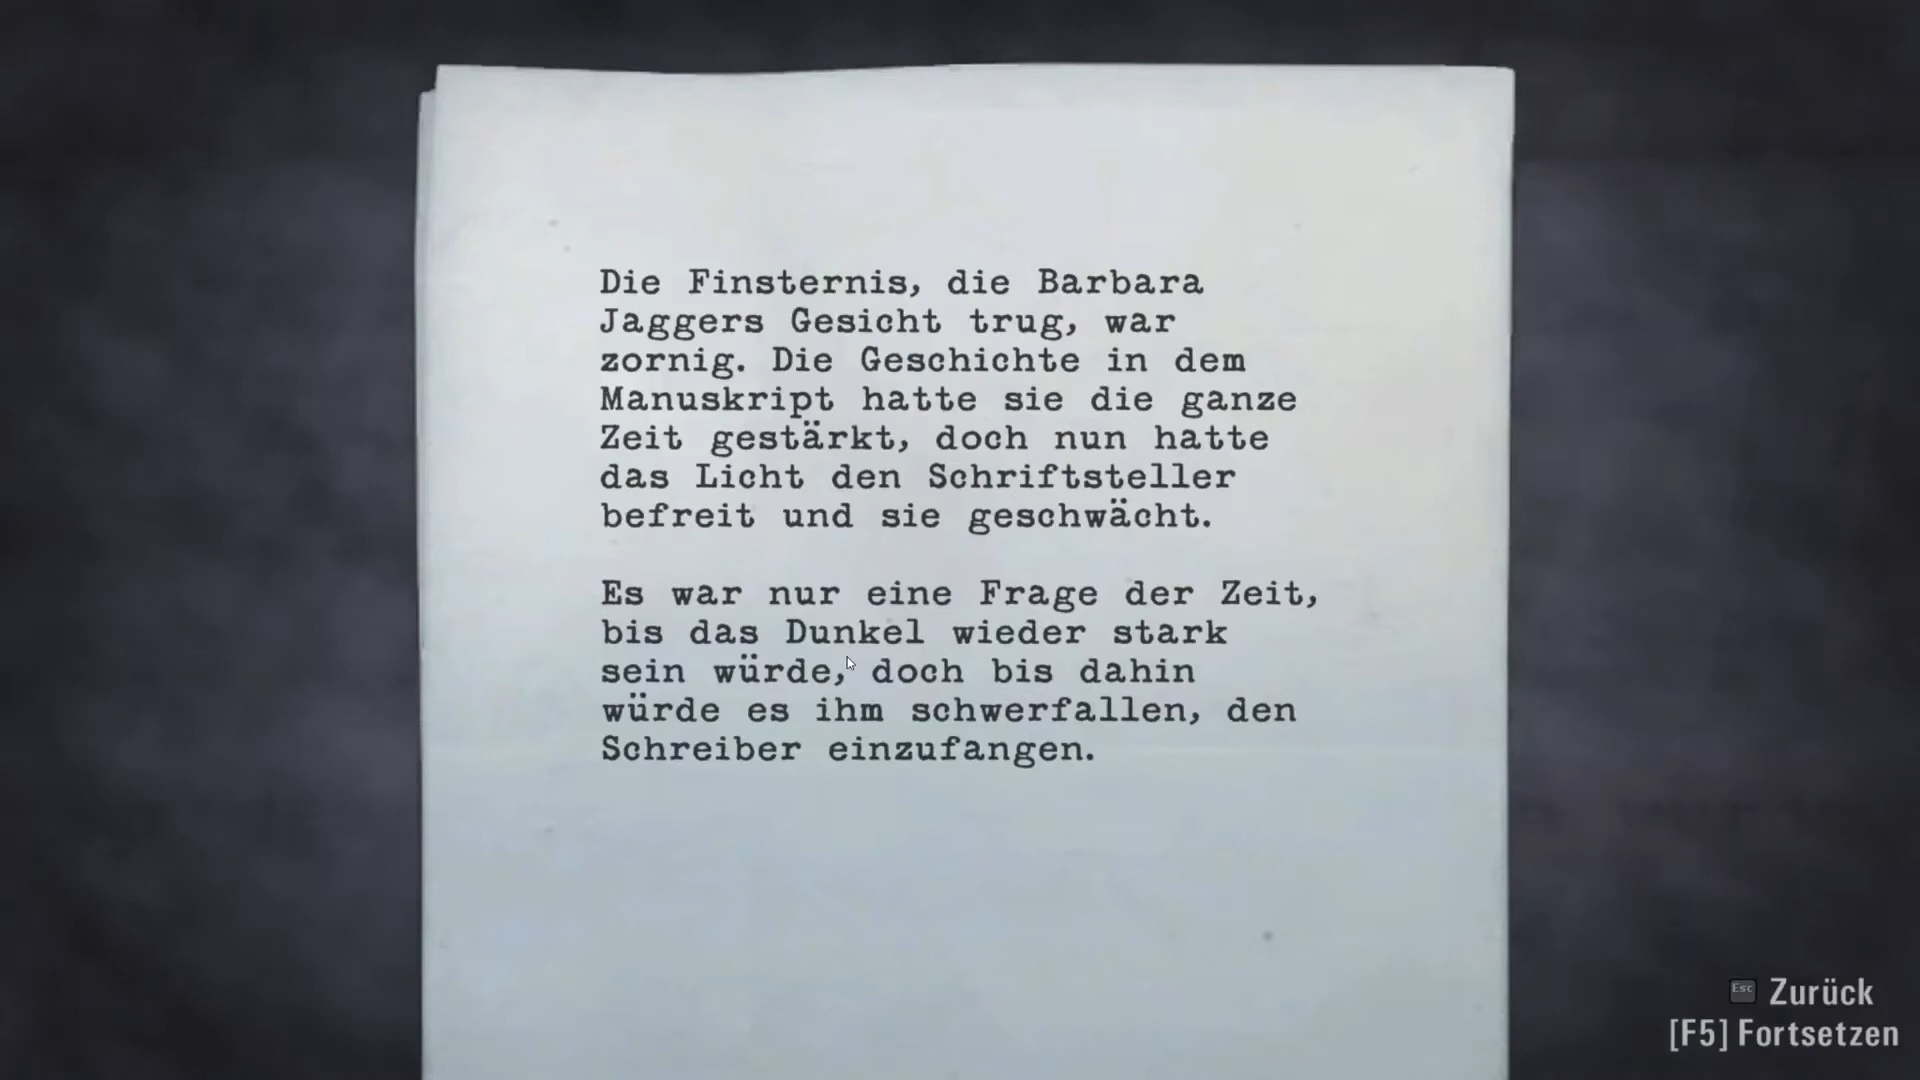 Die Finsternis, die Barbara
Jaggers Gesicht trug, war
zornig. Die Geschichte in dem
Manuskript hatte sie die ganze
Zeit gestärkt, doch nun hatte
das Licht den Schriftsteller
befreit und sie geschwächt.
Es war nur eine Frage der Zeit,
bis das Dunkel wieder stark
sein würde, doch bis dahin
würde es ihm schwerfallen, den
Schreiber einzufangen.
Esc Zurück
[F5] Fortsetzen